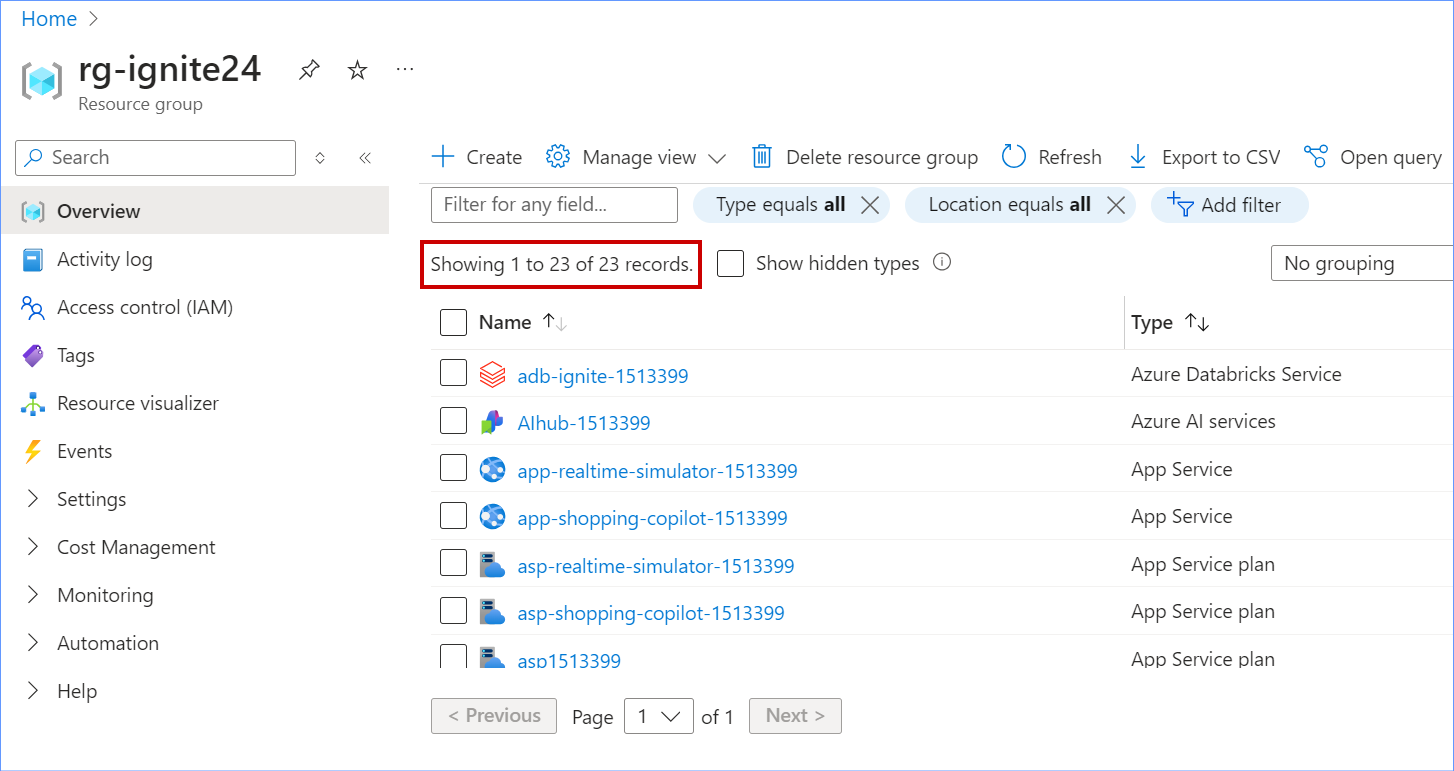 Home >
rg-ignite24 ...
Resource group
Search
Overview
Activity log
Access control (IAM)
Tags
Resource visualizer
Events
Settings
Cost Management
Monitoring
Automation
Help
+ Create Manage view Delete resource group Refresh Export to CSV Open query
Filter for any field... Type equals all Location equals all Add filter
Showing 1 to 23 of 23 records. Show hidden types No grouping
Name Type
adb-ignite-1513399 Azure Databricks Service
AIhub-1513399 Azure AI services
app-realtime-simulator-1513399 App Service
app-shopping-copilot-1513399 App Service
asp-realtime-simulator-1513399 App Service plan
asp-shopping-copilot-1513399 App Service plan
asp1513399 App Service plan
< Previous Page 1 of 1 Next >